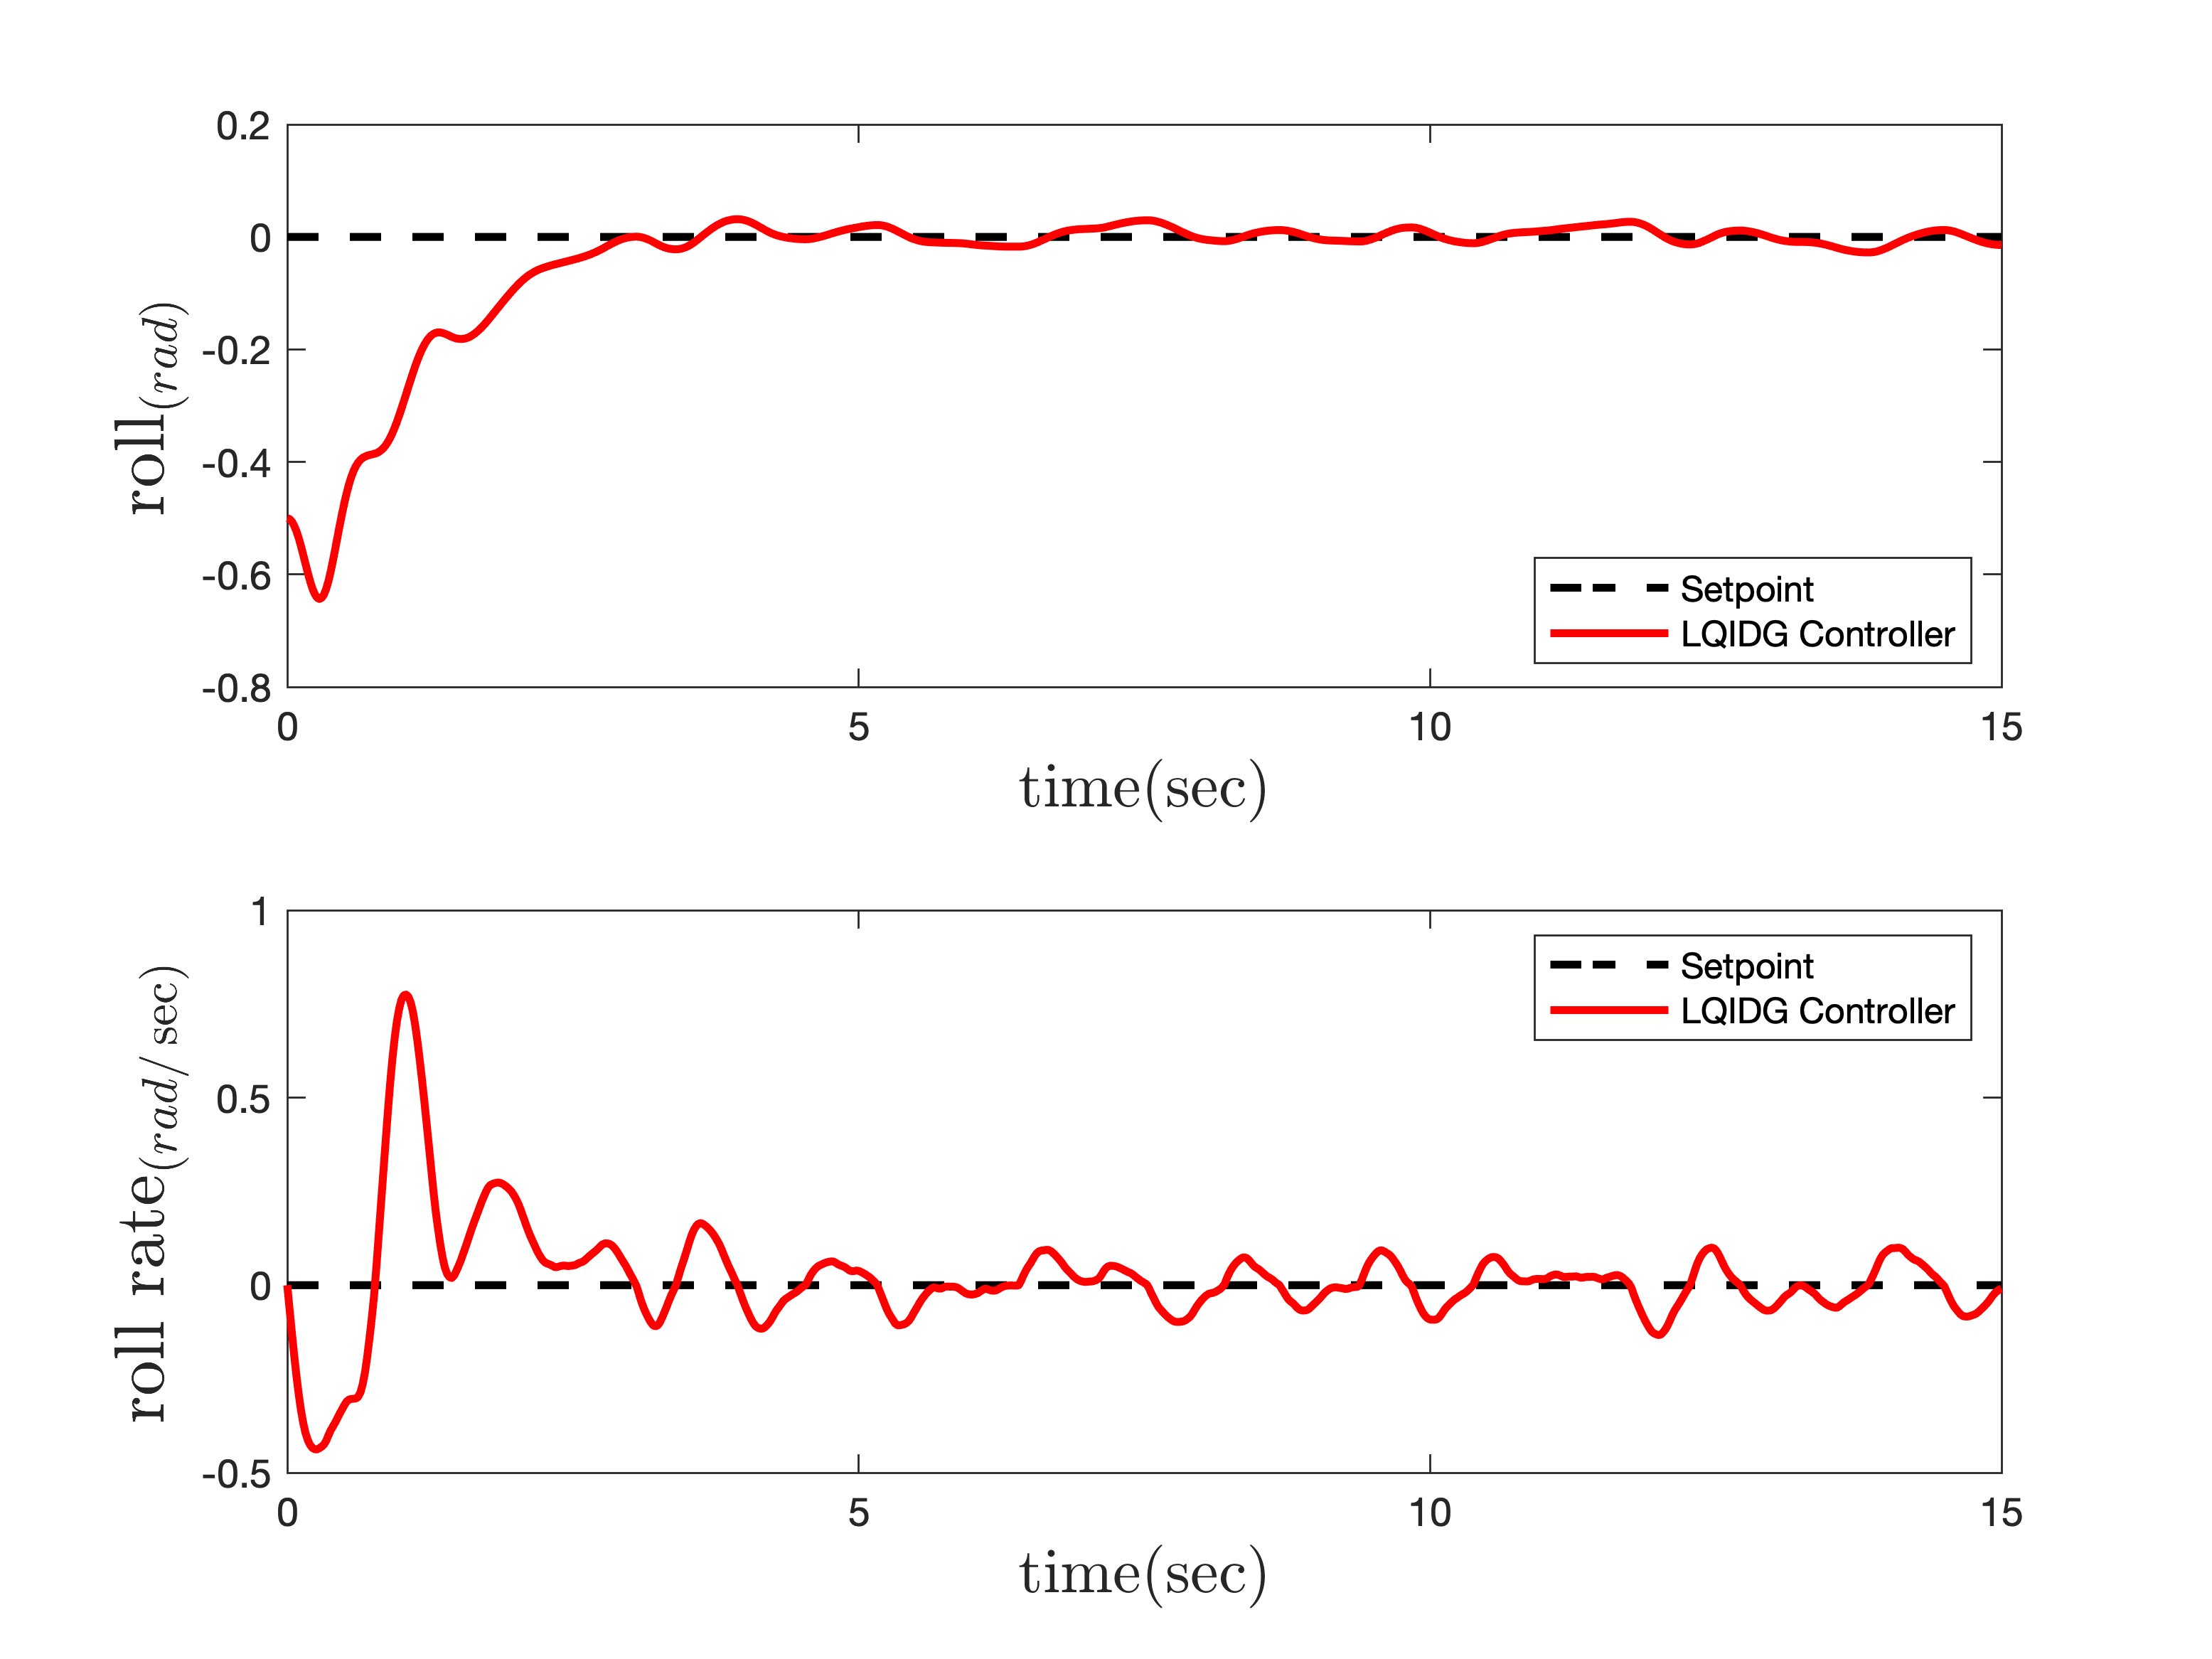 0.2
0
-0.2
-0.4
-0.6
-0.8
roll(rad)
Setpoint
LQIDG Controller
0 5 10 15
time(sec)
1
0.5
0
-0.5
roll rate(rad/ sec)
Setpoint
LQIDG Controller
0 5 10 15
time(sec)